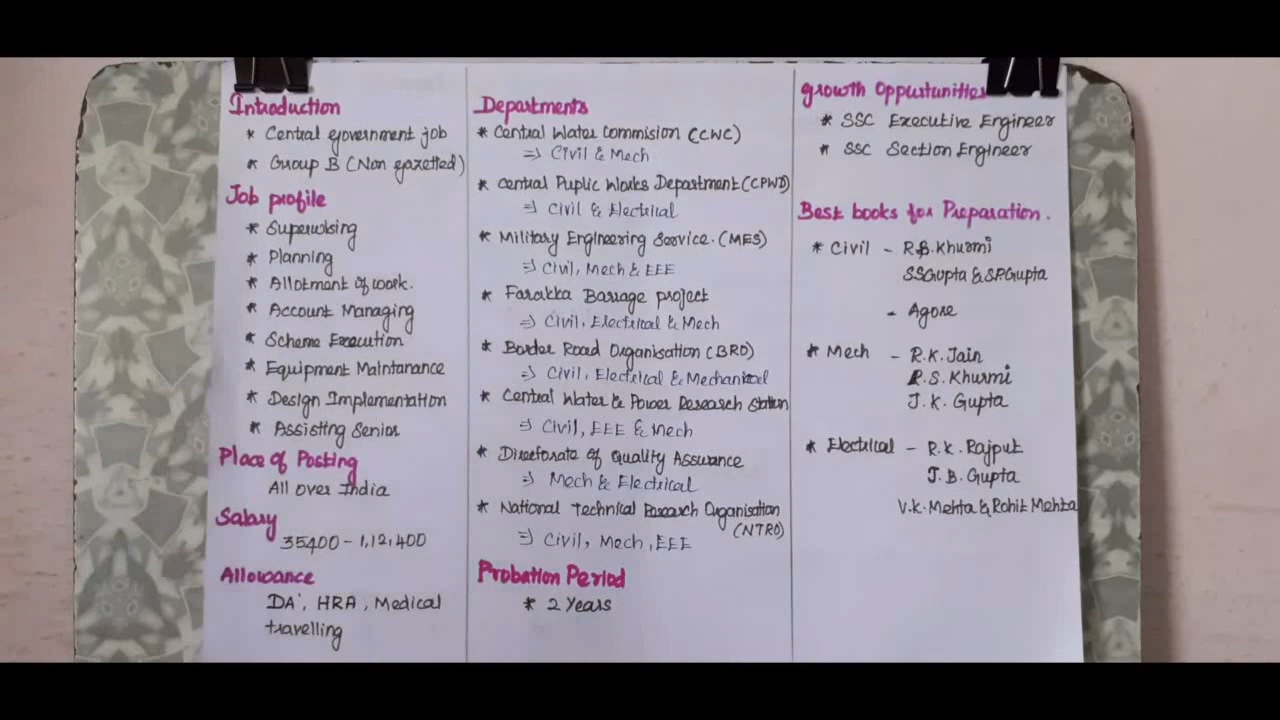 Introduction
* Central government job
* Group B (Non gazetted)
Job profile
* Supervising
* Planning
* Allotment of work.
* Account Managing
* Scheme Execution
* Equipment Maintanance
* Design Implementation
* Assisting Senior
Place of Posting
All over India
Salary
35400 - 1,12,400
Allowance
DA, HRA, Medical
travelling
Departments
* Central Water Commision (CWC)
⇒ Civil & Mech
* Central Puplic Works Department (CPWD)
⇒ Civil & Electrical
* Military Engineering Service. (MES)
⇒ Civil, Mech & EEE
* Farakka Barrage project
⇒ Civil, Electrical & Mech
* Border Road Organisation (BRO)
⇒ Civil, Electrical & Mechanical
* Central Water & Power Research Station
⇒ Civil, EEE & Mech
* Directorate of Quality Assurance
⇒ Mech & Electrical
* National Technical Research Organisation
(NTRO)
⇒ Civil, Mech, EEE
Probation Period
* 2 Years
growth Oppurtunities
* SSC Executive Engineer
* SSC Section Engineer
Best books for Preparation.
* Civil - R.S. Khurmi
SSGupta & S.P.Gupta
- Agore
* Mech - R.K. Jain
R.S. Khurmi
J.K. Gupta
* Electrical - R.K. Rajput
J.B. Gupta
V.K. Mehta & Rohit Mehta